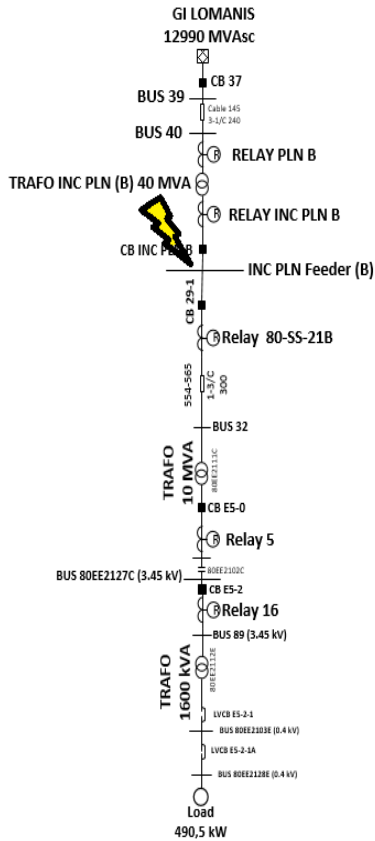 GI LOMANIS
12990 MVAsc
CB 37
BUS 39
Cable 145
3-1/C 240
BUS 40
R
RELAY PLN B
TRAFO INC PLN (B) 40 MVA
R
RELAY INC PLN B
CB INC PLN B
INC PLN Feeder (B)
CB 29-1
R
Relay 80-SS-21B
554-565
1-3/C
300
BUS 32
TRAFO
10 MVA
80EE2111C
CB E5-0
R
Relay 5
80EE2102C
BUS 80EE2127C (3.45 kV)
CB E5-2
R
Relay 16
BUS 89 (3.45 kV)
TRAFO
1600 kVA
80EE2112E
LVCB E5-2-1
BUS 80EE2103E (0.4 kV)
LVCB E5-2-1A
BUS 80EE2128E (0.4 kV)
Load
490,5 kW